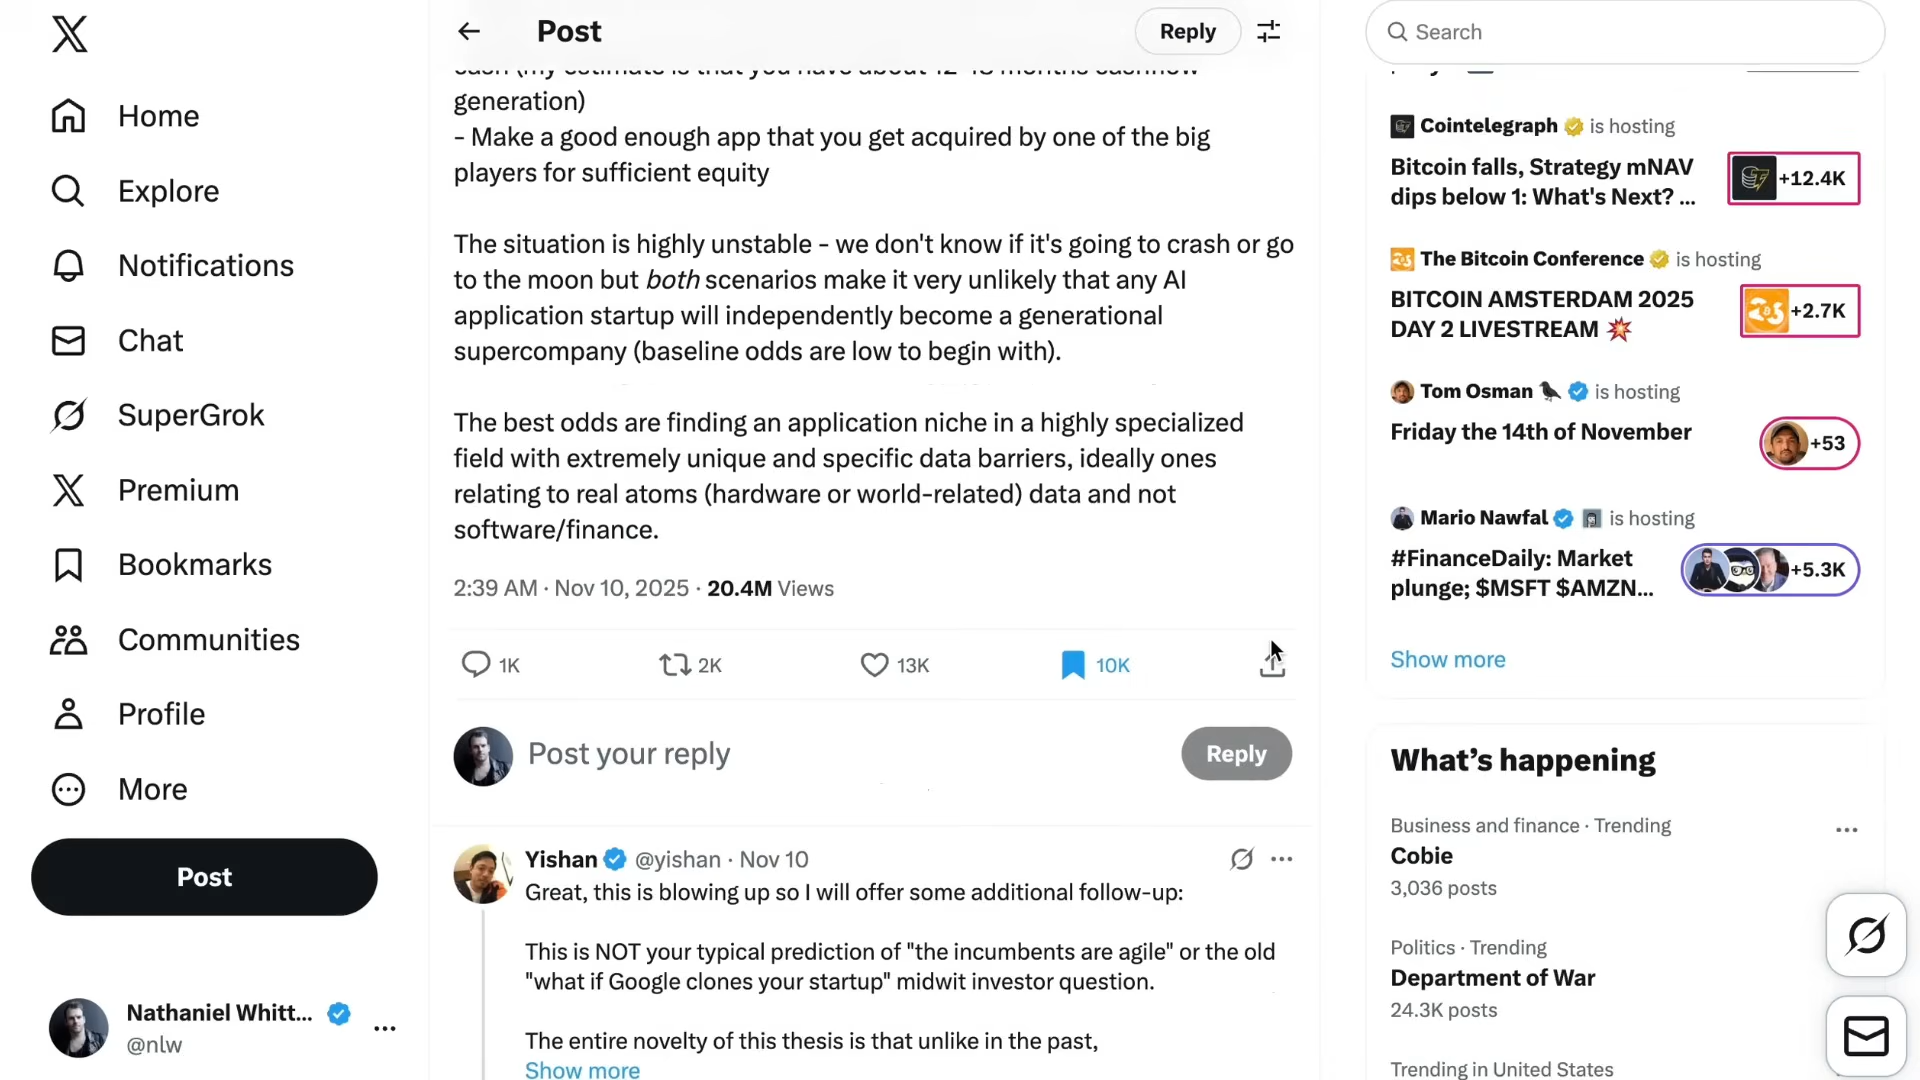 Home
Explore
Notifications
Chat
SuperGrok
Premium
Bookmarks
Communities
Profile
More
Post
Nathaniel Whitt...
@nlw
Post
Reply
cash (my estimate is that you have about 12-18 months cashflow
generation)
- Make a good enough app that you get acquired by one of the big
players for sufficient equity
The situation is highly unstable - we don't know if it's going to crash or go
to the moon but both scenarios make it very unlikely that any AI
application startup will independently become a generational
supercompany (baseline odds are low to begin with).
The best odds are finding an application niche in a highly specialized
field with extremely unique and specific data barriers, ideally ones
relating to real atoms (hardware or world-related) data and not
software/finance.
2:39 AM · Nov 10, 2025 · 20.4M Views
1K 2K 13K 10K
Post your reply
Reply
Yishan @yishan · Nov 10
Great, this is blowing up so I will offer some additional follow-up:
This is NOT your typical prediction of "the incumbents are agile" or the old
"what if Google clones your startup" midwit investor question.
The entire novelty of this thesis is that unlike in the past,
Show more
Search
Cointelegraph is hosting
Bitcoin falls, Strategy mNAV
dips below 1: What's Next? ...
+12.4K
The Bitcoin Conference is hosting
BITCOIN AMSTERDAM 2025
DAY 2 LIVESTREAM 💥
+2.7K
Tom Osman 🐦‍⬛ is hosting
Friday the 14th of November
+53
Mario Nawfal is hosting
#FinanceDaily: Market
plunge; $MSFT $AMZN...
+5.3K
Show more
What's happening
Business and finance · Trending
Cobie
3,036 posts
Politics · Trending
Department of War
24.3K posts
Trending in United States